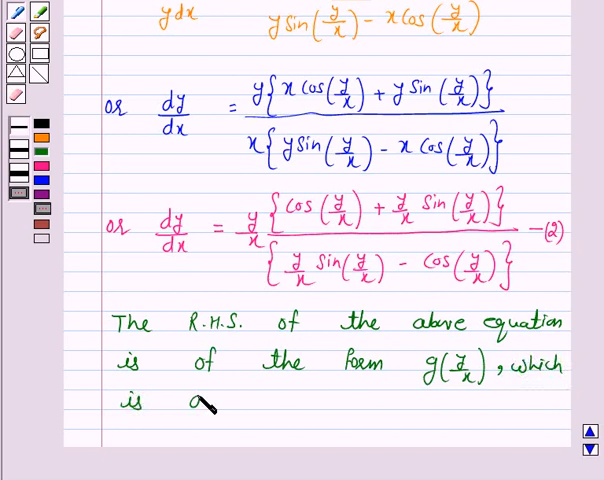 y dx y sin(y/x) − x cos(y/x)
or dy/dx = y{x cos(y/x) + y sin(y/x)} / x{y sin(y/x) − x cos(y/x)}
or dy/dx = y/x {cos(y/x) + y/x sin(y/x)} / {y/x sin(y/x) − cos(y/x)} —(2)
The R.H.S. of the above equation
is of the form g(y/x), which
is